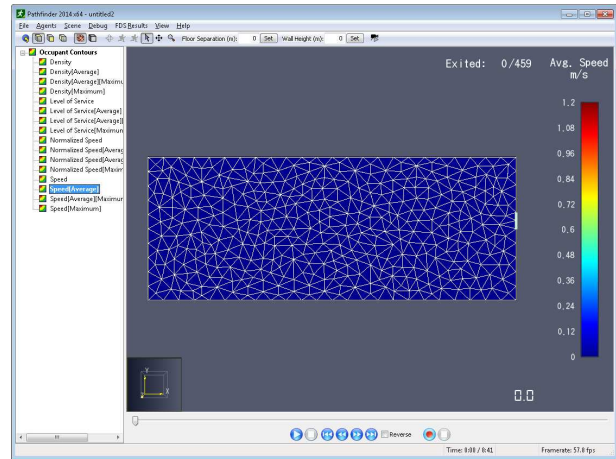 Pathfinder 2014 x64 - untitled2
File Agents Scene Debug FDS Results View Help
Floor Separation (m): 0 Set Wall Height (m): 0 Set
Occupant Contours
Density
Density[Average]
Density[Average][Maximu
Density[Maximum]
Level of Service
Level of Service[Average]
Level of Service[Average][
Level of Service[Maximun
Normalized Speed
Normalized Speed[Averag
Normalized Speed[Averag
Normalized Speed[Maxim
Speed
Speed[Average]
Speed[Average][Maximur
Speed[Maximum]
Exited: 0/459
Avg. Speed
m/s
1.2
1.08
0.96
0.84
0.72
0.6
0.48
0.36
0.24
0.12
0
Y
X
0.0
Reverse
Time: 0:00 / 0:41
Framerate: 57.0 fps